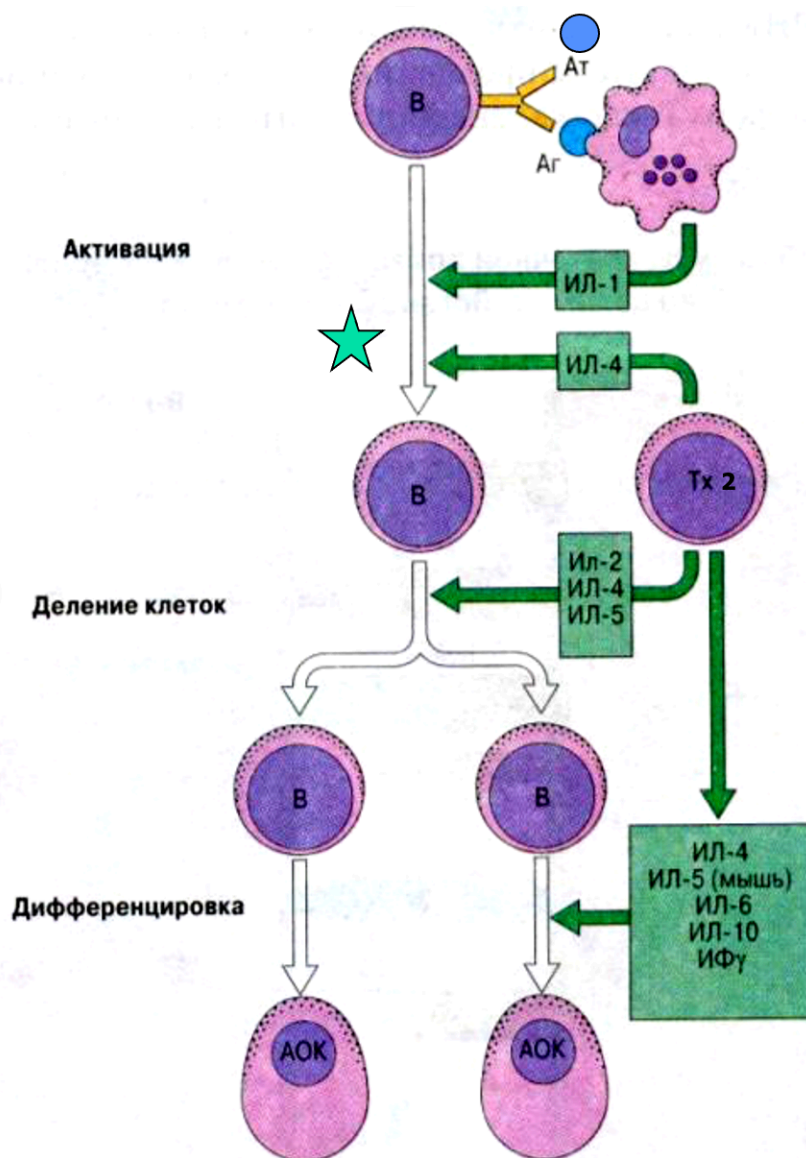 В
Ат
Аг
Активация
ИЛ-1
ИЛ-4
В
Тх 2
Ил-2
ИЛ-4
ИЛ-5
Деление клеток
В
В
ИЛ-4
ИЛ-5 (мышь)
ИЛ-6
ИЛ-10
ИФγ
Дифференцировка
АОК
АОК